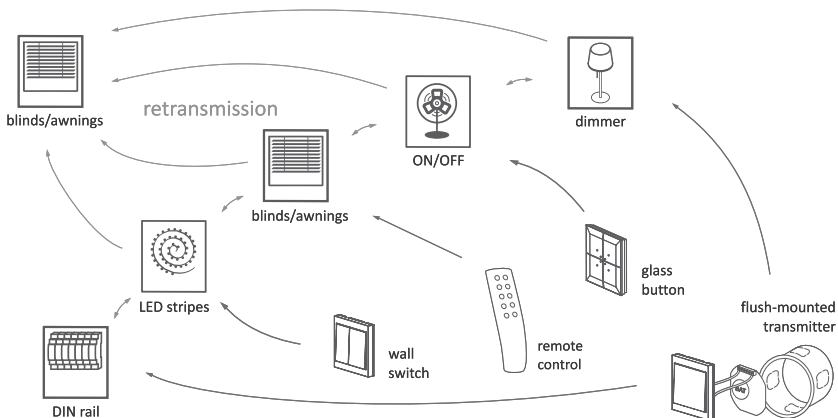 blinds/awnings
retransmission
dimmer
ON/OFF
blinds/awnings
LED stripes
glass
button
flush-mounted
transmitter
wall
switch
remote
control
DIN rail